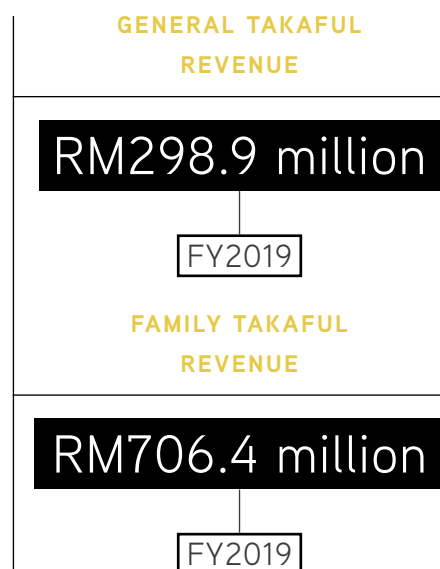 GENERAL TAKAFUL
REVENUE
RM298.9 million
FY2019
FAMILY TAKAFUL
REVENUE
RM706.4 million
FY2019